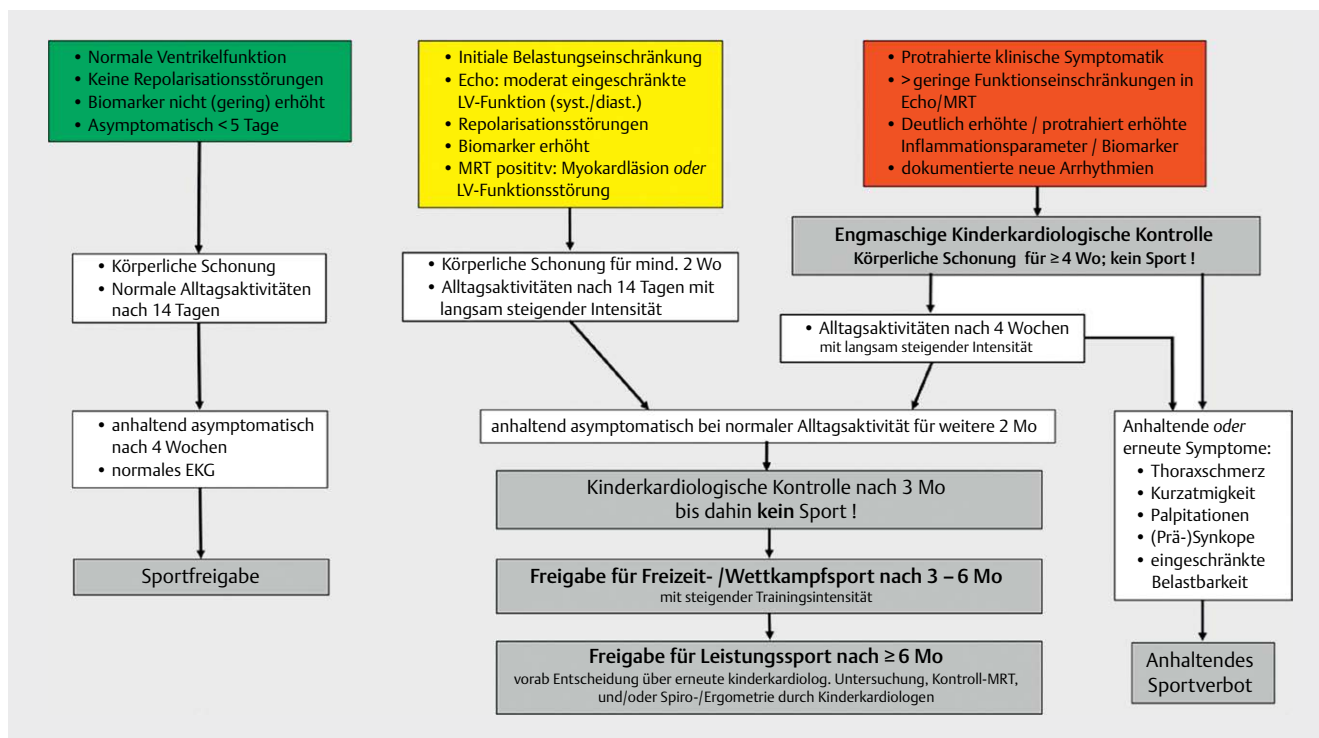 • Normale Ventrikelfunktion
• Keine Repolarisationsstörungen
• Biomarker nicht (gering) erhöht
• Asymptomatisch < 5 Tage
• Körperliche Schonung
• Normale Alltagsaktivitäten
nach 14 Tagen
• anhaltend asymptomatisch
nach 4 Wochen
• normales EKG
Sportfreigabe
• Initiale Belastungseinschränkung
• Echo: moderat eingeschränkte
LV-Funktion (syst./diast.)
• Repolarisationsstörungen
• Biomarker erhöht
• MRT posititv: Myokardläsion oder
LV-Funktionsstörung
• Körperliche Schonung für mind. 2 Wo
• Alltagsaktivitäten nach 14 Tagen mit
langsam steigender Intensität
• Protrahierte klinische Symptomatik
• > geringe Funktionseinschränkungen in
Echo/MRT
• Deutlich erhöhte / protrahiert erhöhte
Inflammationsparameter / Biomarker
• dokumentierte neue Arrhythmien
Engmaschige Kinderkardiologische Kontrolle
Körperliche Schonung für ≥ 4 Wo; kein Sport !
• Alltagsaktivitäten nach 4 Wochen
mit langsam steigender Intensität
anhaltend asymptomatisch bei normaler Alltagsaktivität für weitere 2 Mo
Kinderkardiologische Kontrolle nach 3 Mo
bis dahin kein Sport !
Freigabe für Freizeit- /Wettkampfsport nach 3 – 6 Mo
mit steigender Trainingsintensität
Freigabe für Leistungssport nach ≥ 6 Mo
vorab Entscheidung über erneute kinderkardiolog. Untersuchung, Kontroll-MRT,
und/oder Spiro-/Ergometrie durch Kinderkardiologen
Anhaltende oder
erneute Symptome:
• Thoraxschmerz
• Kurzatmigkeit
• Palpitationen
• (Prä-)Synkope
• eingeschränkte
Belastbarkeit
Anhaltendes
Sportverbot